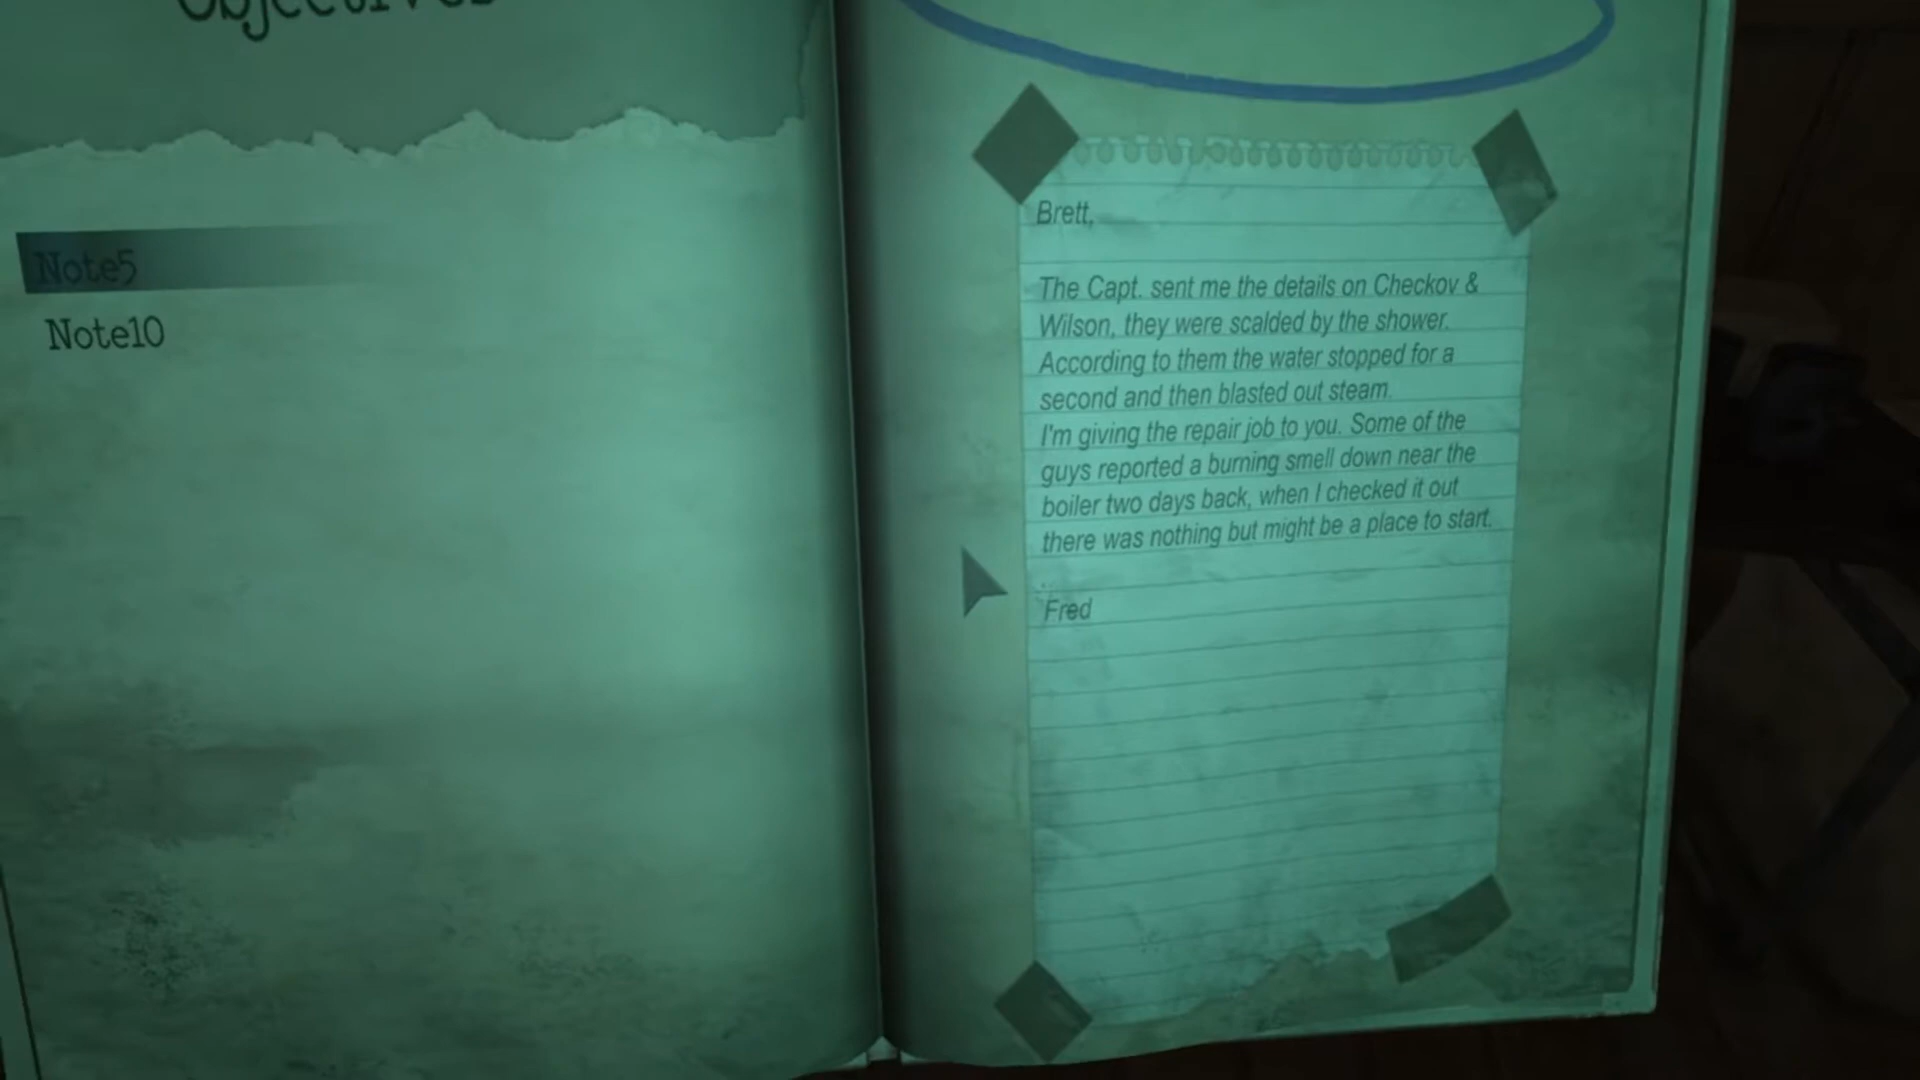 Objectives
Note5
Note10
Brett,
The Capt. sent me the details on Checkov &
Wilson, they were scalded by the shower.
According to them the water stopped for a
second and then blasted out steam.
I'm giving the repair job to you. Some of the
guys reported a burning smell down near the
boiler two days back, when I checked it out
there was nothing but might be a place to start.
Fred